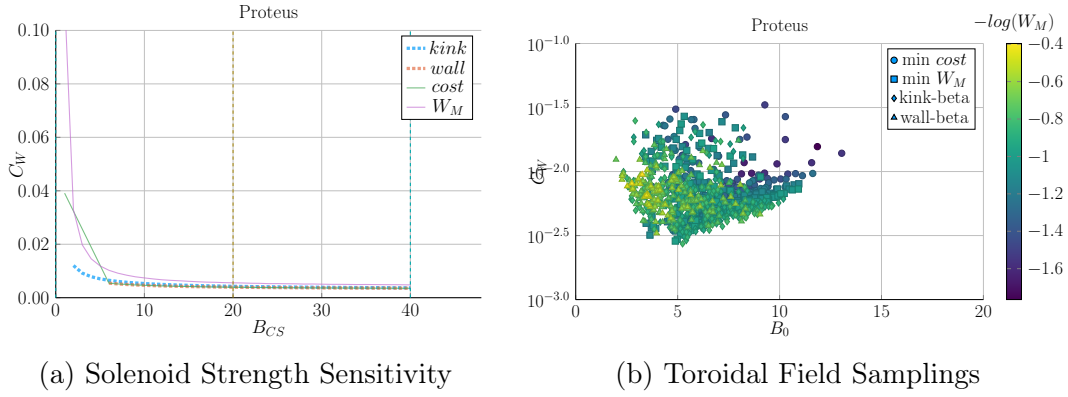 Proteus
0.10
0.08
0.06
0.04
0.02
0.00
C_W
0
10
20
30
40
B_{CS}
kink
wall
cost
W_M
(a) Solenoid Strength Sensitivity
Proteus
10^{-1.0}
10^{-1.5}
10^{-2.0}
10^{-2.5}
10^{-3.0}
C_W
0
5
10
15
20
B_0
min cost
min W_M
kink-beta
wall-beta
-log(W_M)
-0.4
-0.6
-0.8
-1
-1.2
-1.4
-1.6
(b) Toroidal Field Samplings